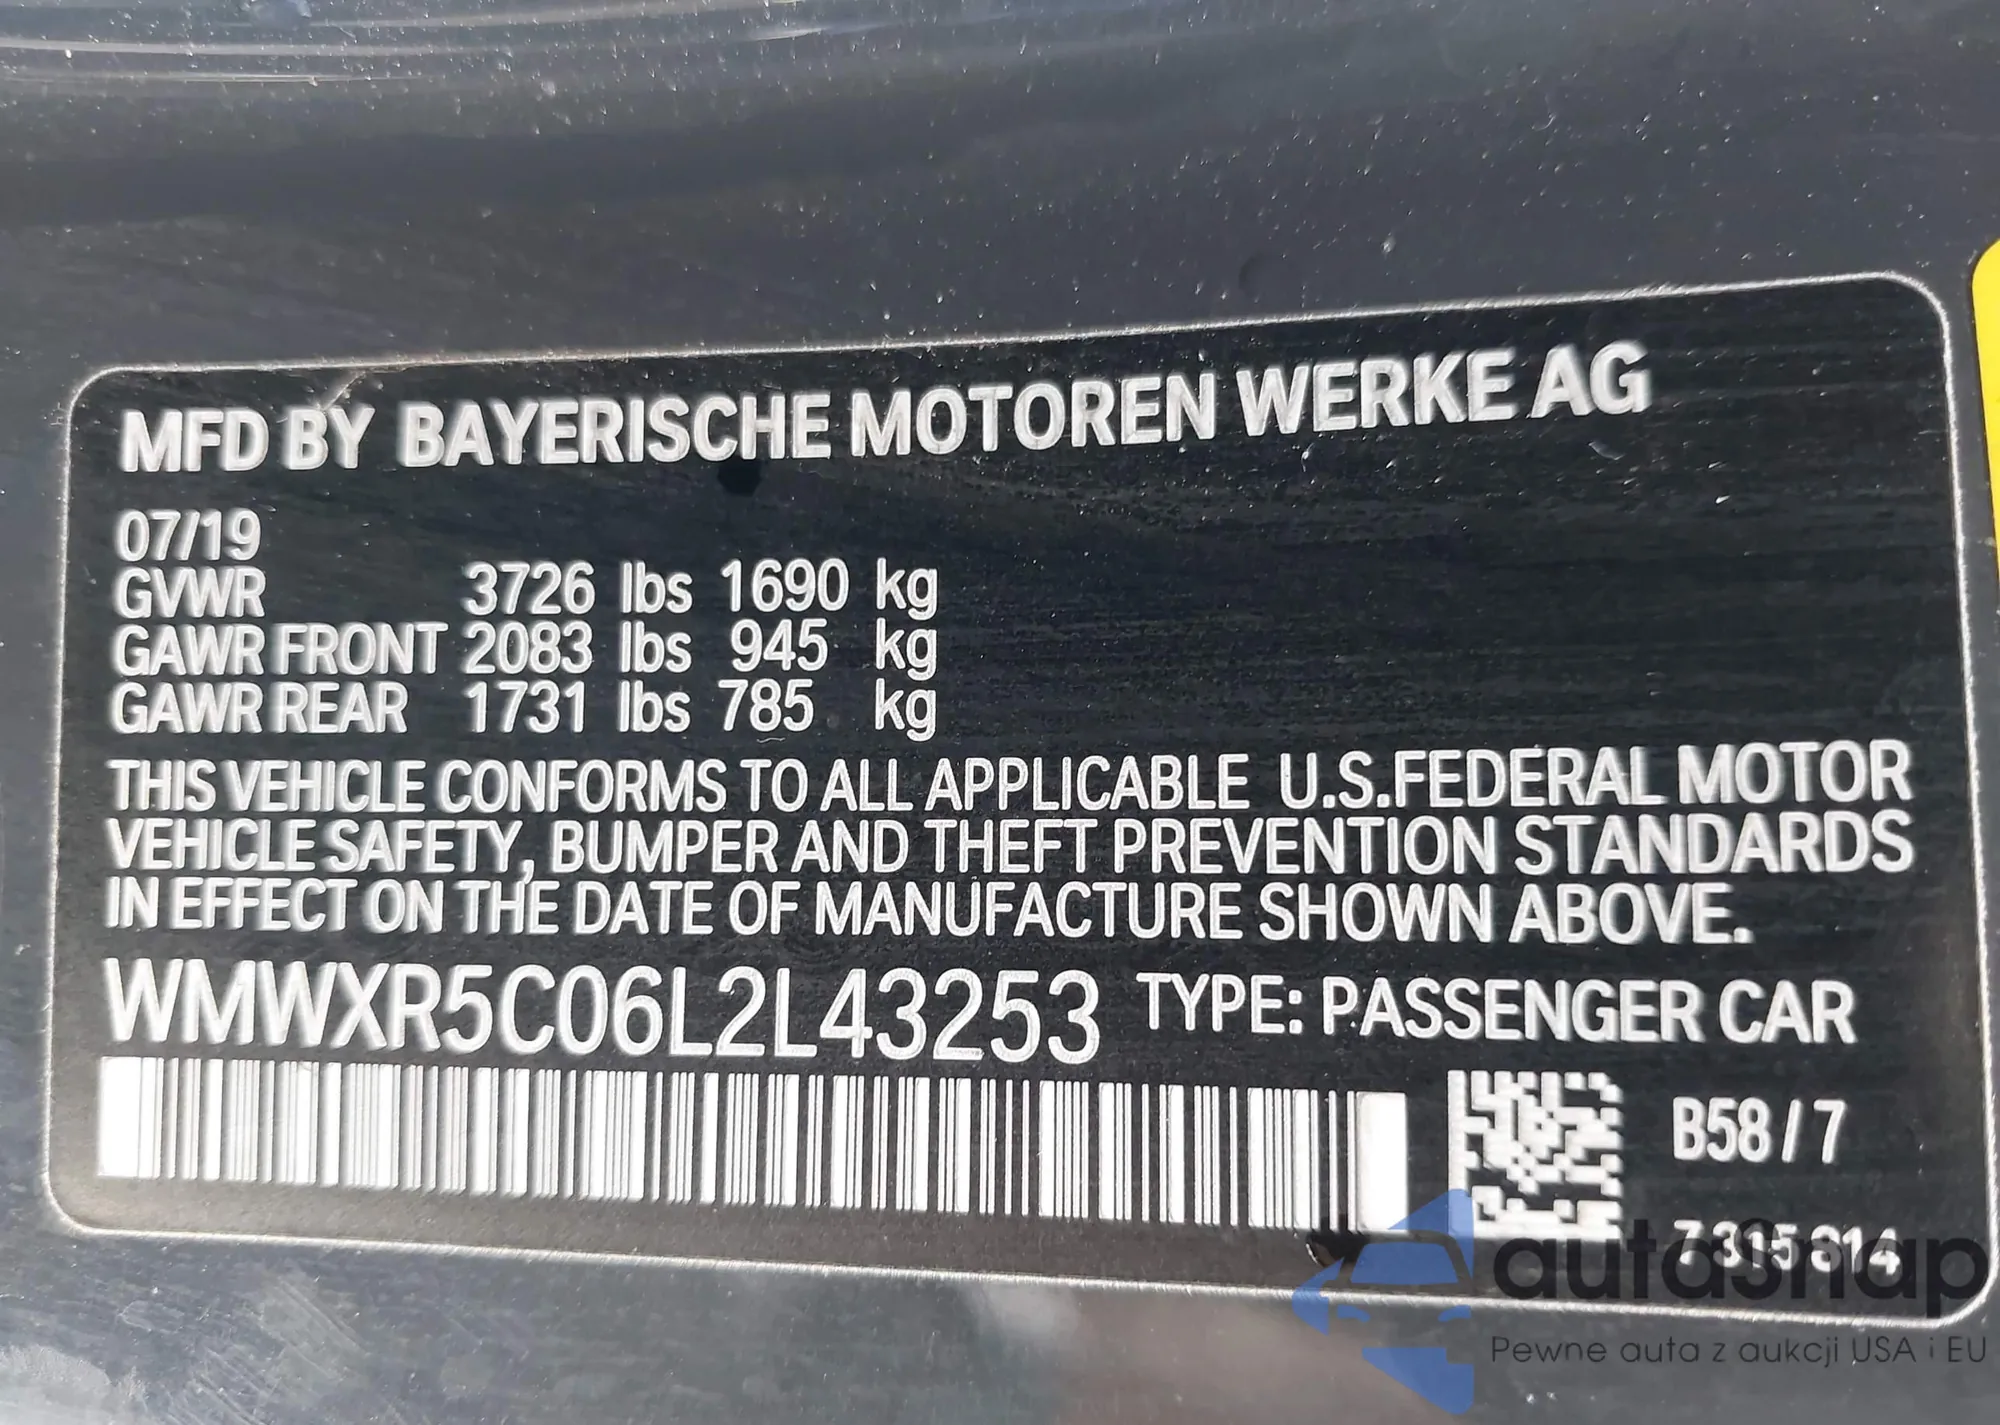 MFD BY BAYERISCHE MOTOREN WERKE AG
07/19
GVWR 3726 lbs 1690 kg
GAWR FRONT 2083 lbs 945 kg
GAWR REAR 1731 lbs 785 kg
THIS VEHICLE CONFORMS TO ALL APPLICABLE U.S.FEDERAL MOTOR
VEHICLE SAFETY, BUMPER AND THEFT PREVENTION STANDARDS
IN EFFECT ON THE DATE OF MANUFACTURE SHOWN ABOVE.
WMWXR5C06L2L43253 TYPE: PASSENGER CAR
B58/7
autaSnap
Pewne auta z aukcji USA i EU